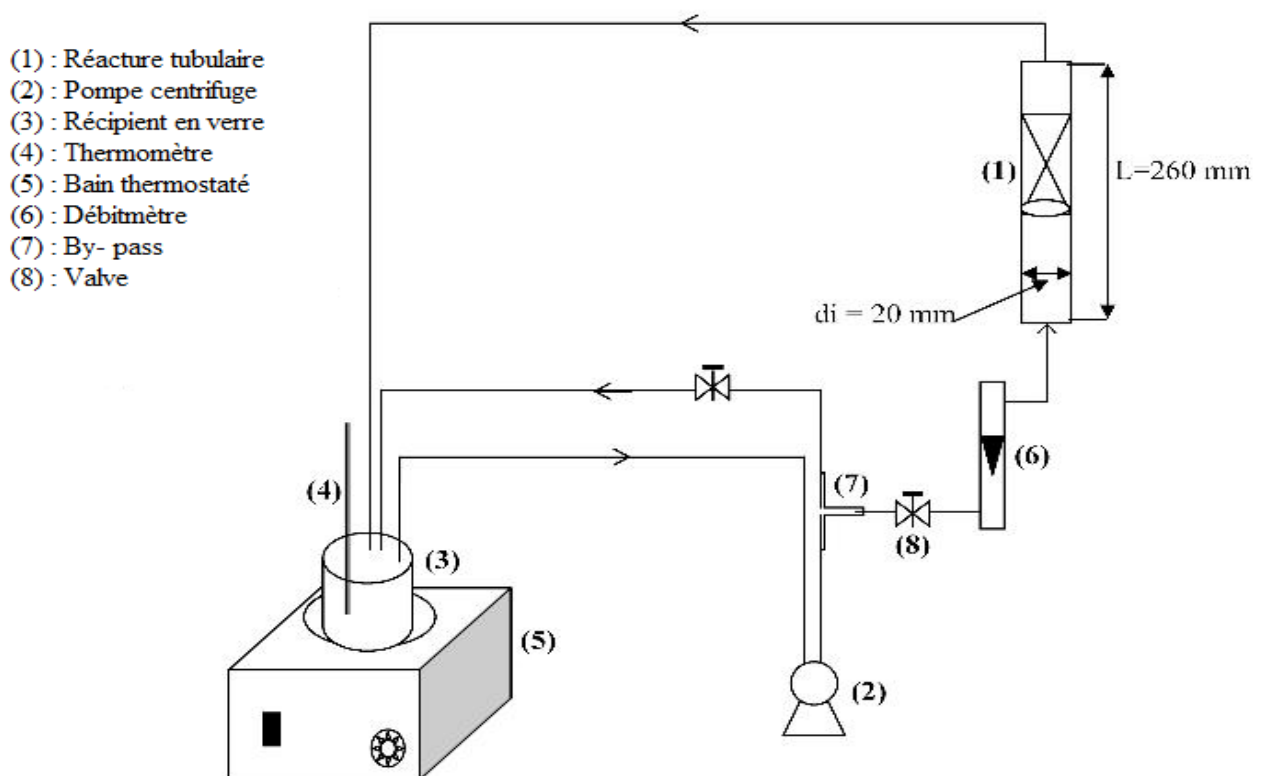 (1) : Réacture tubulaire
(2) : Pompe centrifuge
(3) : Récipient en verre
(4) : Thermomètre
(5) : Bain thermostaté
(6) : Débitmètre
(7) : By- pass
(8) : Valve
(1)
L=260 mm
di = 20 mm
(6)
(7)
(8)
(4)
(3)
(5)
(2)